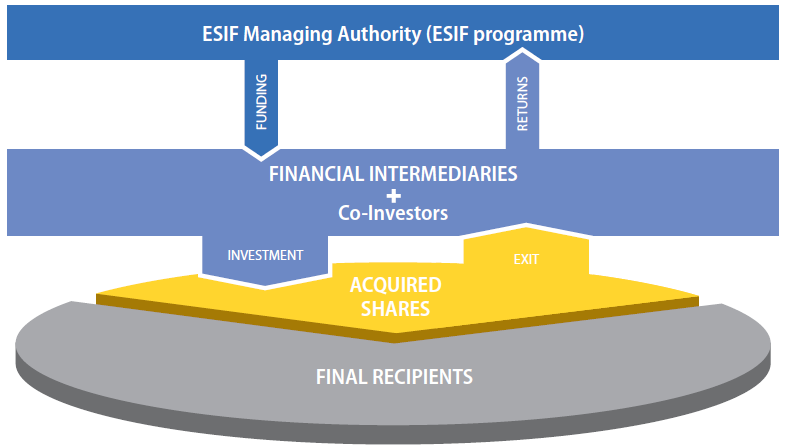 ESIF Managing Authority (ESIF programme)
FUNDING
RETURNS
FINANCIAL INTERMEDIARIES
+
Co-Investors
INVESTMENT
EXIT
ACQUIRED
SHARES
FINAL RECIPIENTS